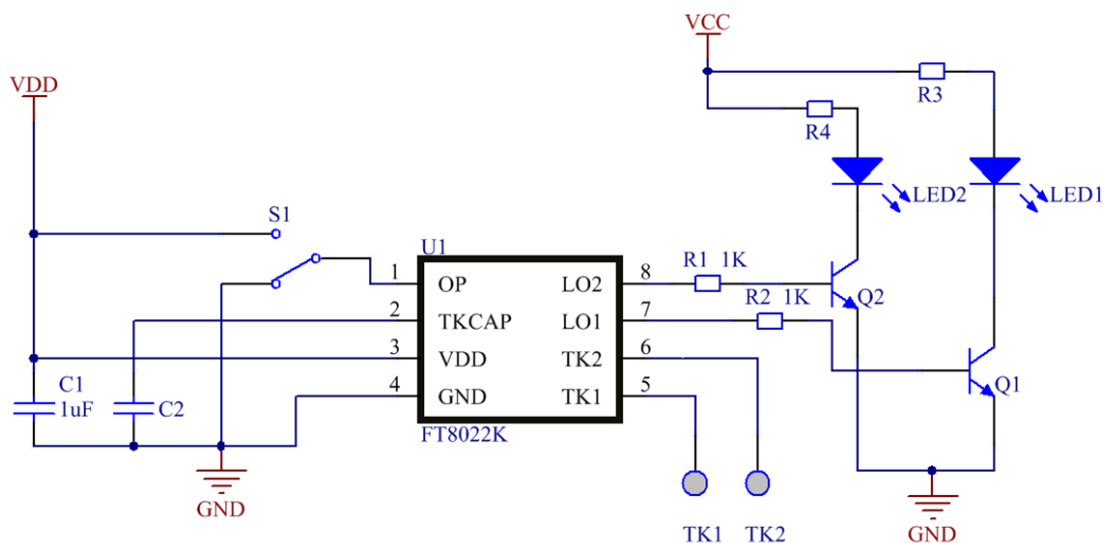 VCC
VDD
R3
R4
LED2
LED1
S1
U1
1
OP
2
TKCAP
3
VDD
4
GND
LO2
8
LO1
7
TK2
6
TK1
5
FT8022K
R1 1K
R2 1K
Q2
Q1
C1
1uF
C2
GND
TK1
TK2
GND